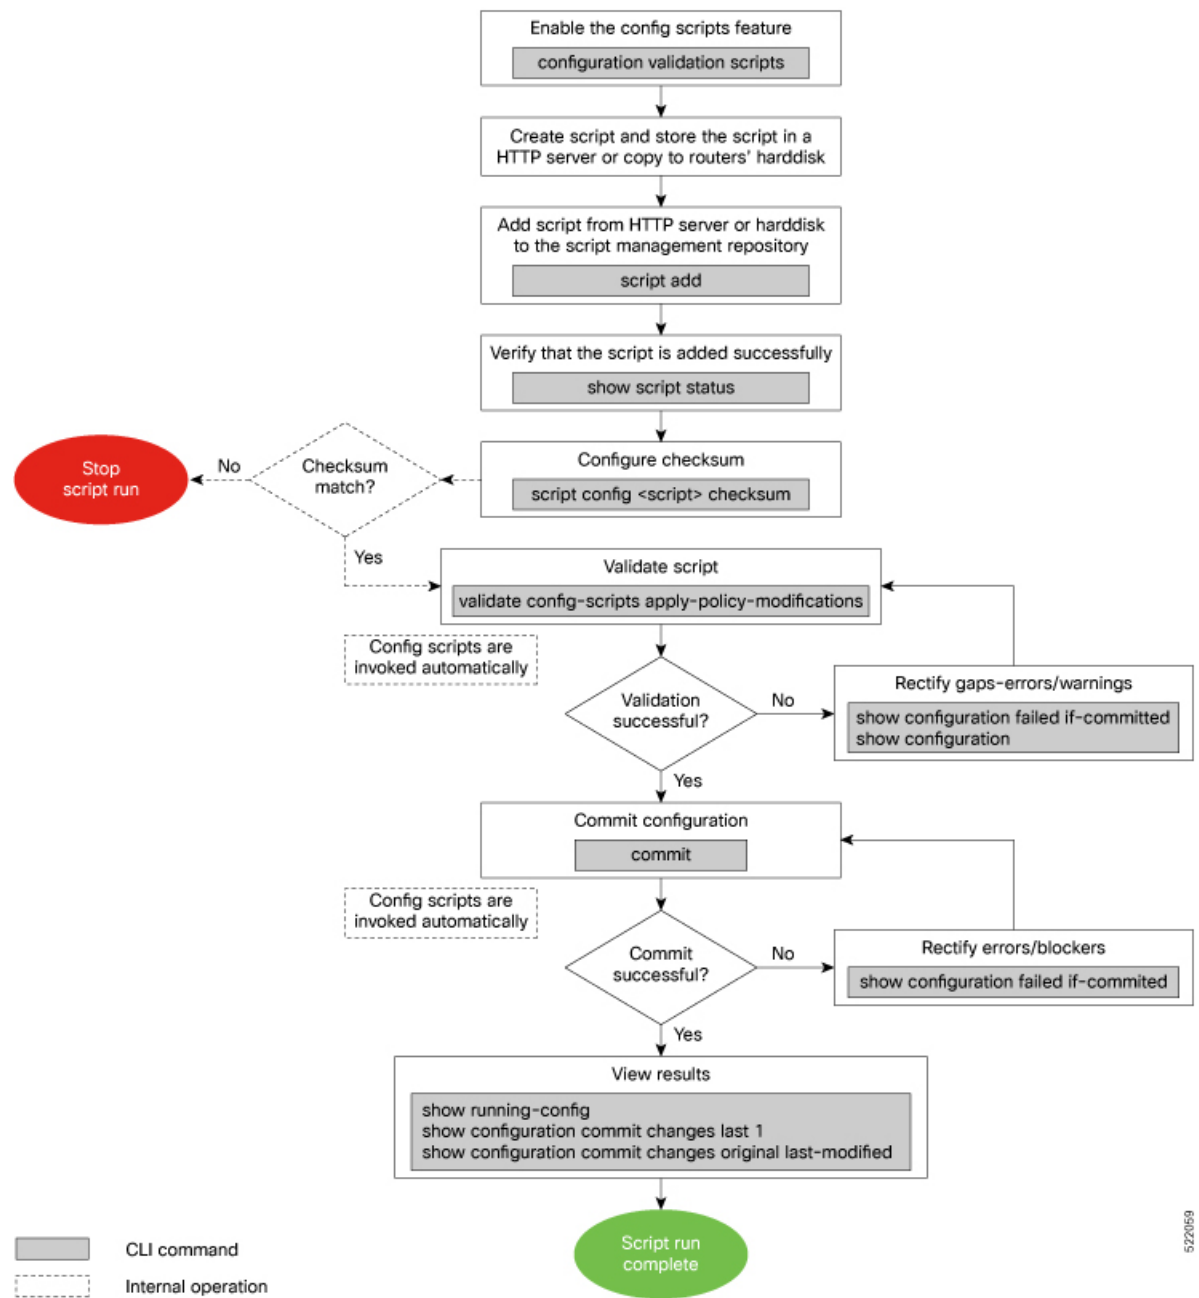 Enable the config scripts feature
configuration validation scripts
Create script and store the script in a
HTTP server or copy to routers' harddisk
Add script from HTTP server or harddisk
to the script management repository
script add
Verify that the script is added successfully
show script status
Configure checksum
script config <script> checksum
Checksum
match?
No
Stop
script run
Yes
Validate script
validate config-scripts apply-policy-modifications
Config scripts are
invoked automatically
Validation
successful?
No
Rectify gaps-errors/warnings
show configuration failed if-committed
show configuration
Yes
Commit configuration
commit
Config scripts are
invoked automatically
Commit
successful?
No
Rectify errors/blockers
show configuration failed if-commited
Yes
View results
show running-config
show configuration commit changes last 1
show configuration commit changes original last-modified
Script run
complete
CLI command
Internal operation
522059